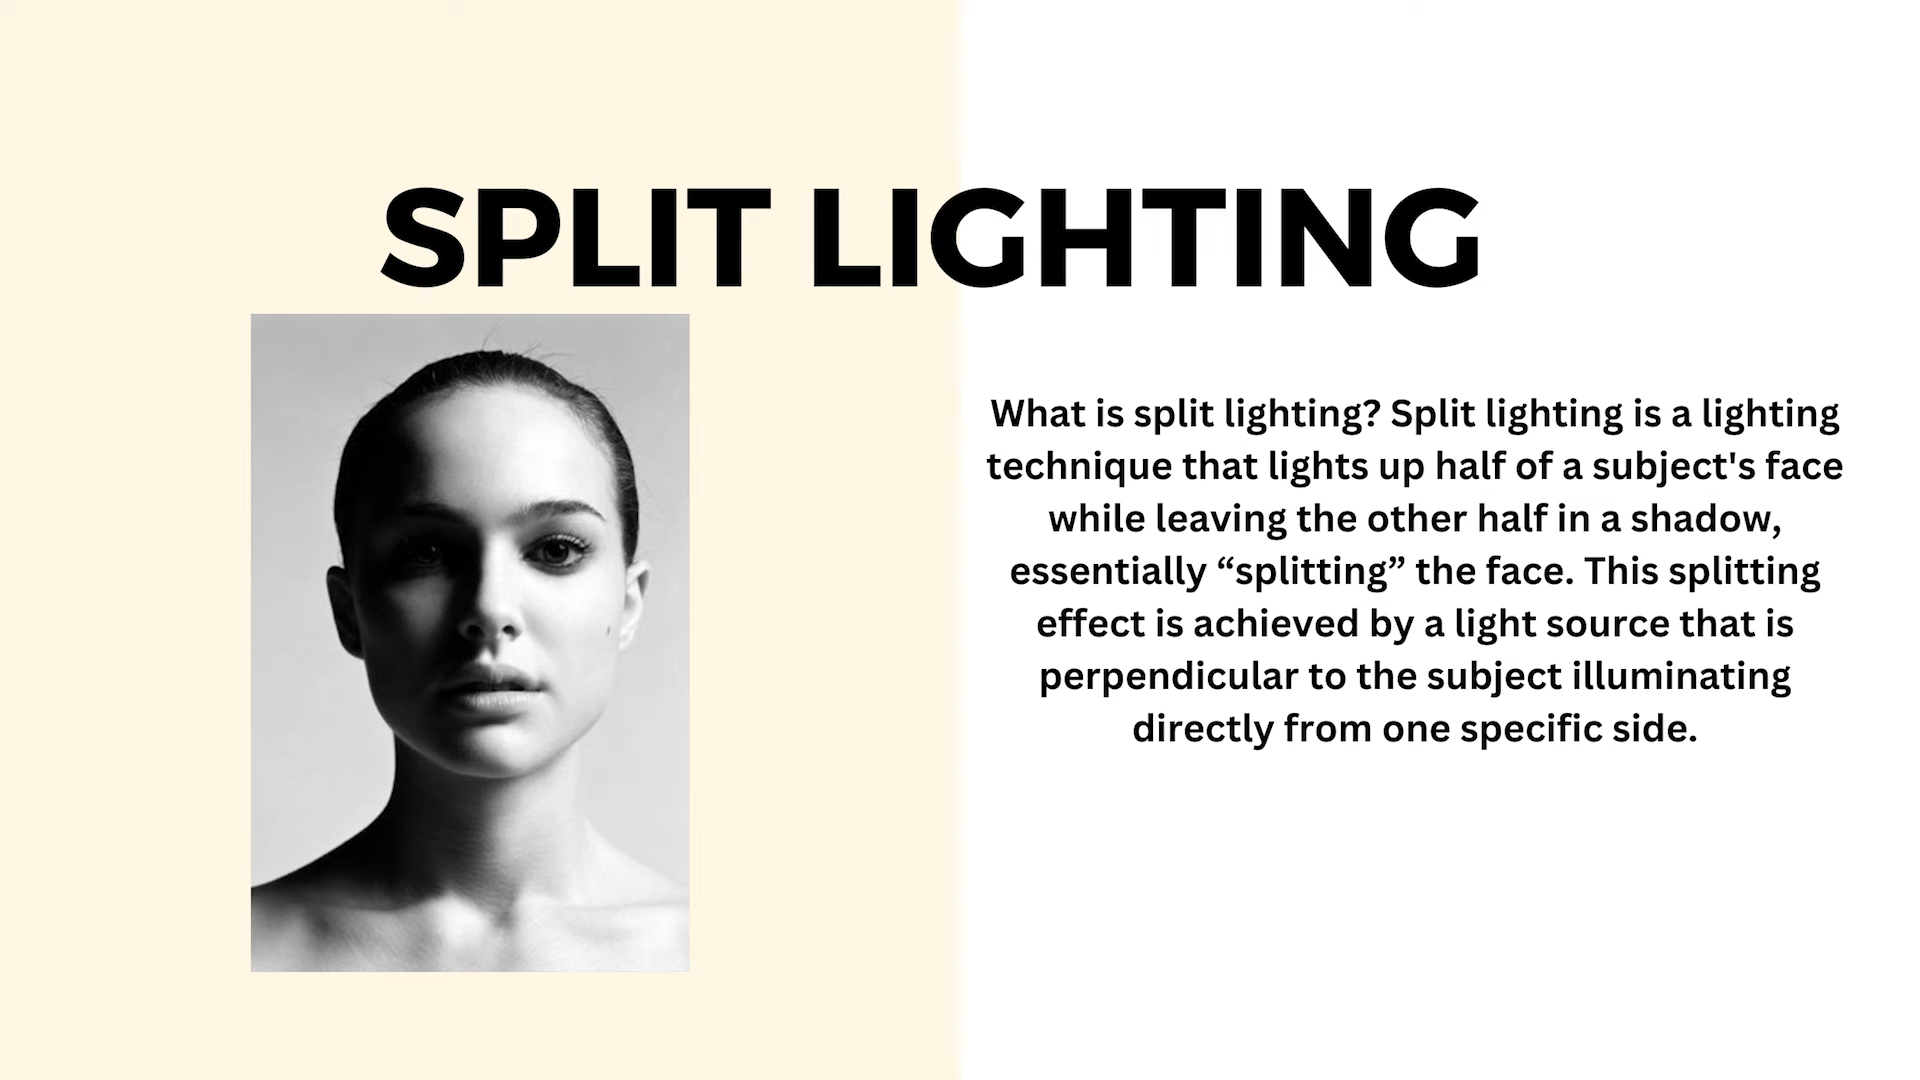 SPLIT LIGHTING
What is split lighting? Split lighting is a lighting
technique that lights up half of a subject's face
while leaving the other half in a shadow,
essentially “splitting” the face. This splitting
effect is achieved by a light source that is
perpendicular to the subject illuminating
directly from one specific side.